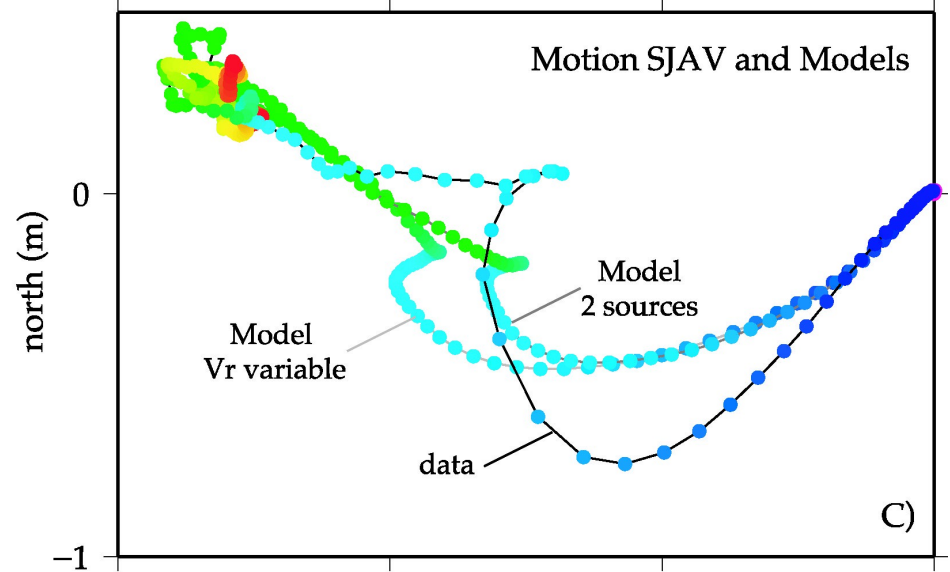 Motion SJAV and Models
0
north (m)
Model
2 sources
Model
Vr variable
data
C)
−1